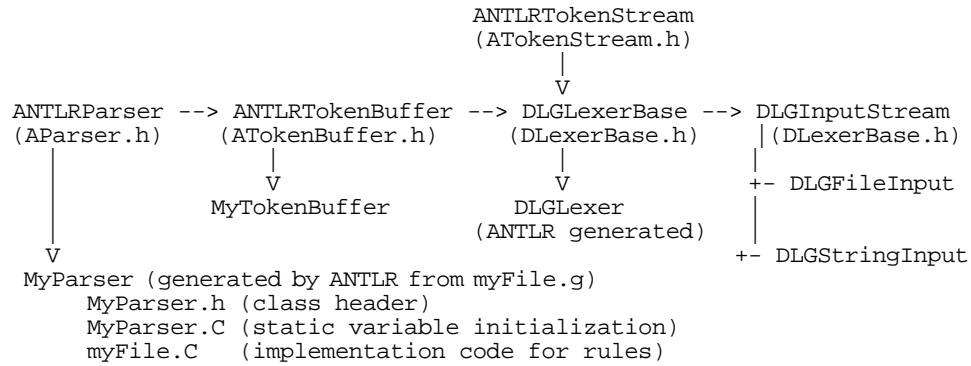 ANTLRTokenStream
(ATokenStream.h)
|
V
ANTLRParser --> ANTLRTokenBuffer --> DLGLexerBase --> DLGInputStream
(AParser.h) (ATokenBuffer.h) (DLexerBase.h) |(DLexerBase.h)
| | | |
| V V +- DLGFileInput
| MyTokenBuffer DLGLexer |
| (ANTLR generated) |
V +- DLGStringInput
MyParser (generated by ANTLR from myFile.g)
MyParser.h (class header)
MyParser.C (static variable initialization)
myFile.C (implementation code for rules)